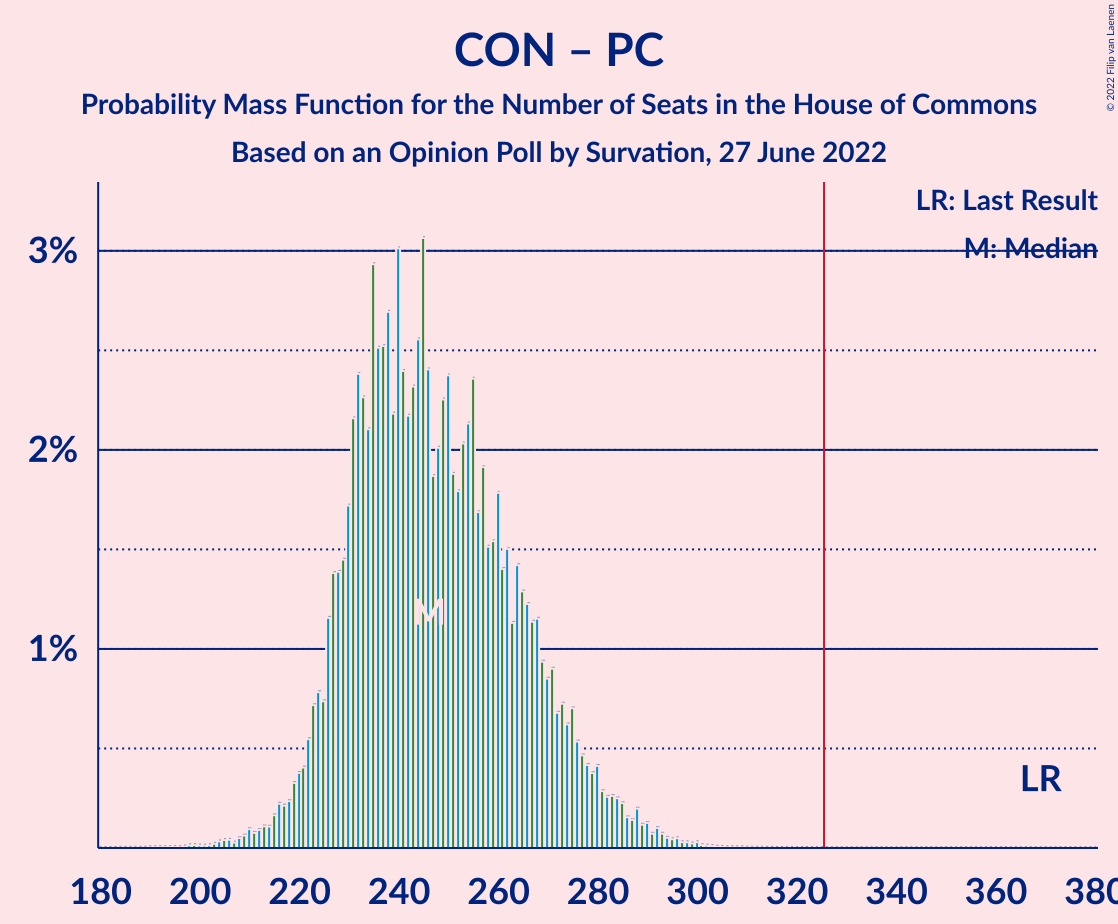 CON – PC
Probability Mass Function for the Number of Seats in the House of Commons
Based on an Opinion Poll by Survation, 27 June 2022
© 2022 Filip van Laenen
LR: Last Result
M: Median
3%
2%
1%
M
LR
180 200 220 240 260 280 300 320 340 360 380